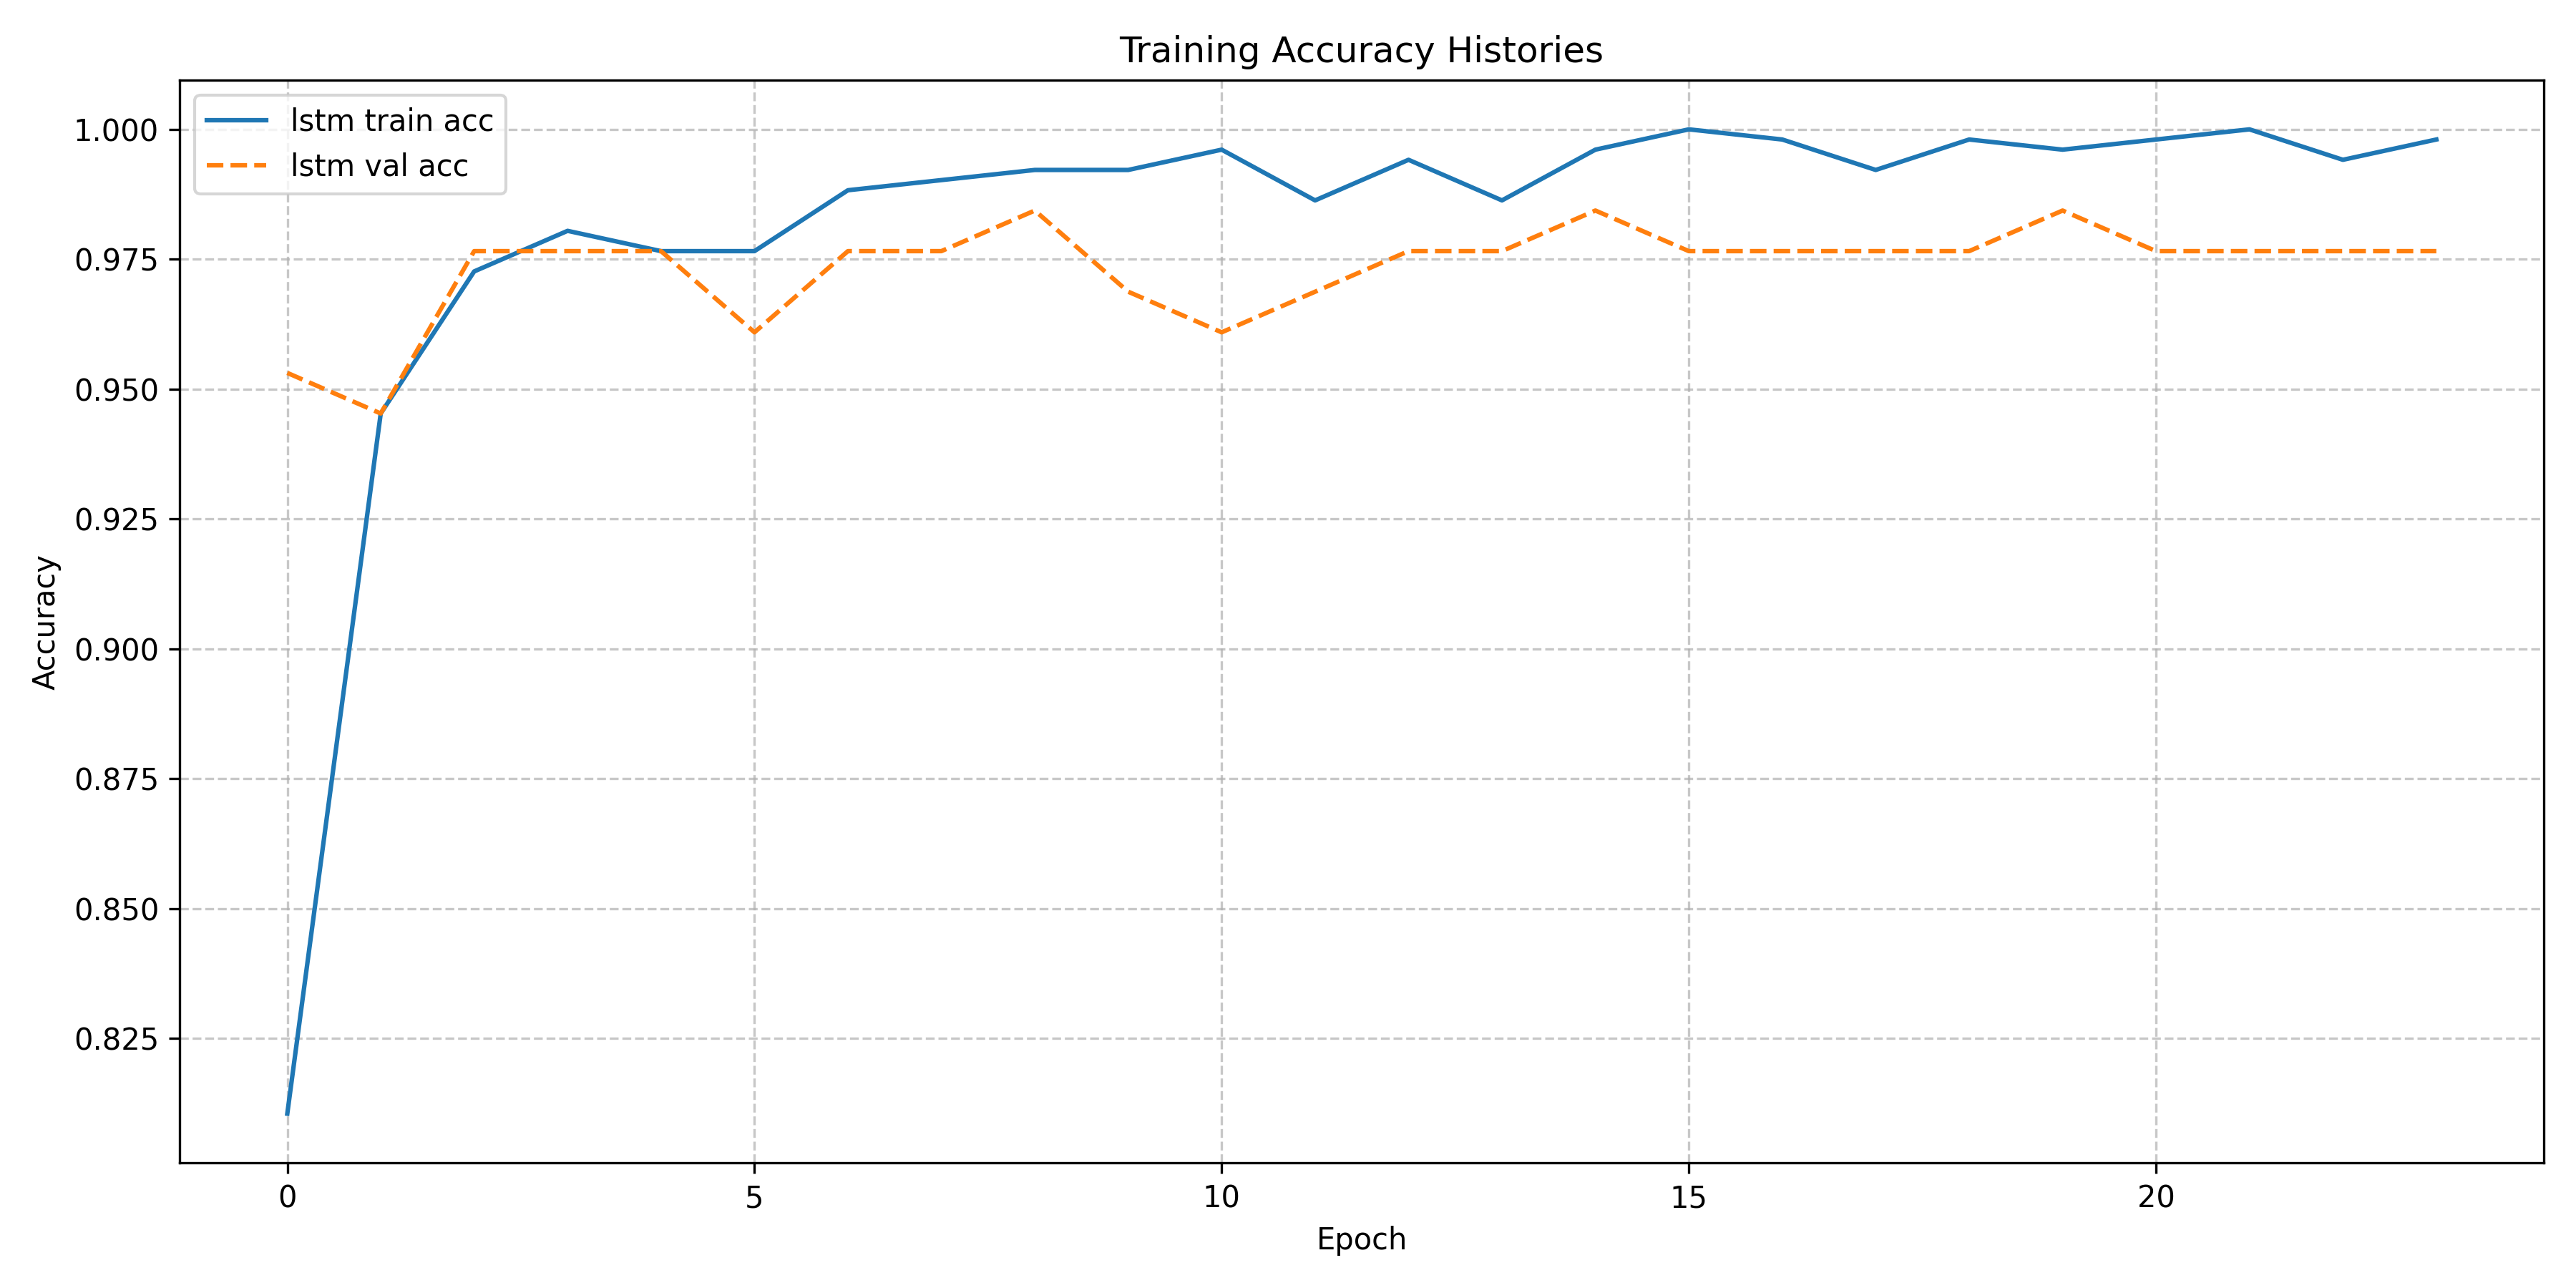 Training Accuracy Histories
lstm train acc
lstm val acc
1.000
0.975
0.950
0.925
0.900
0.875
0.850
0.825
Accuracy
0 5 10 15 20
Epoch